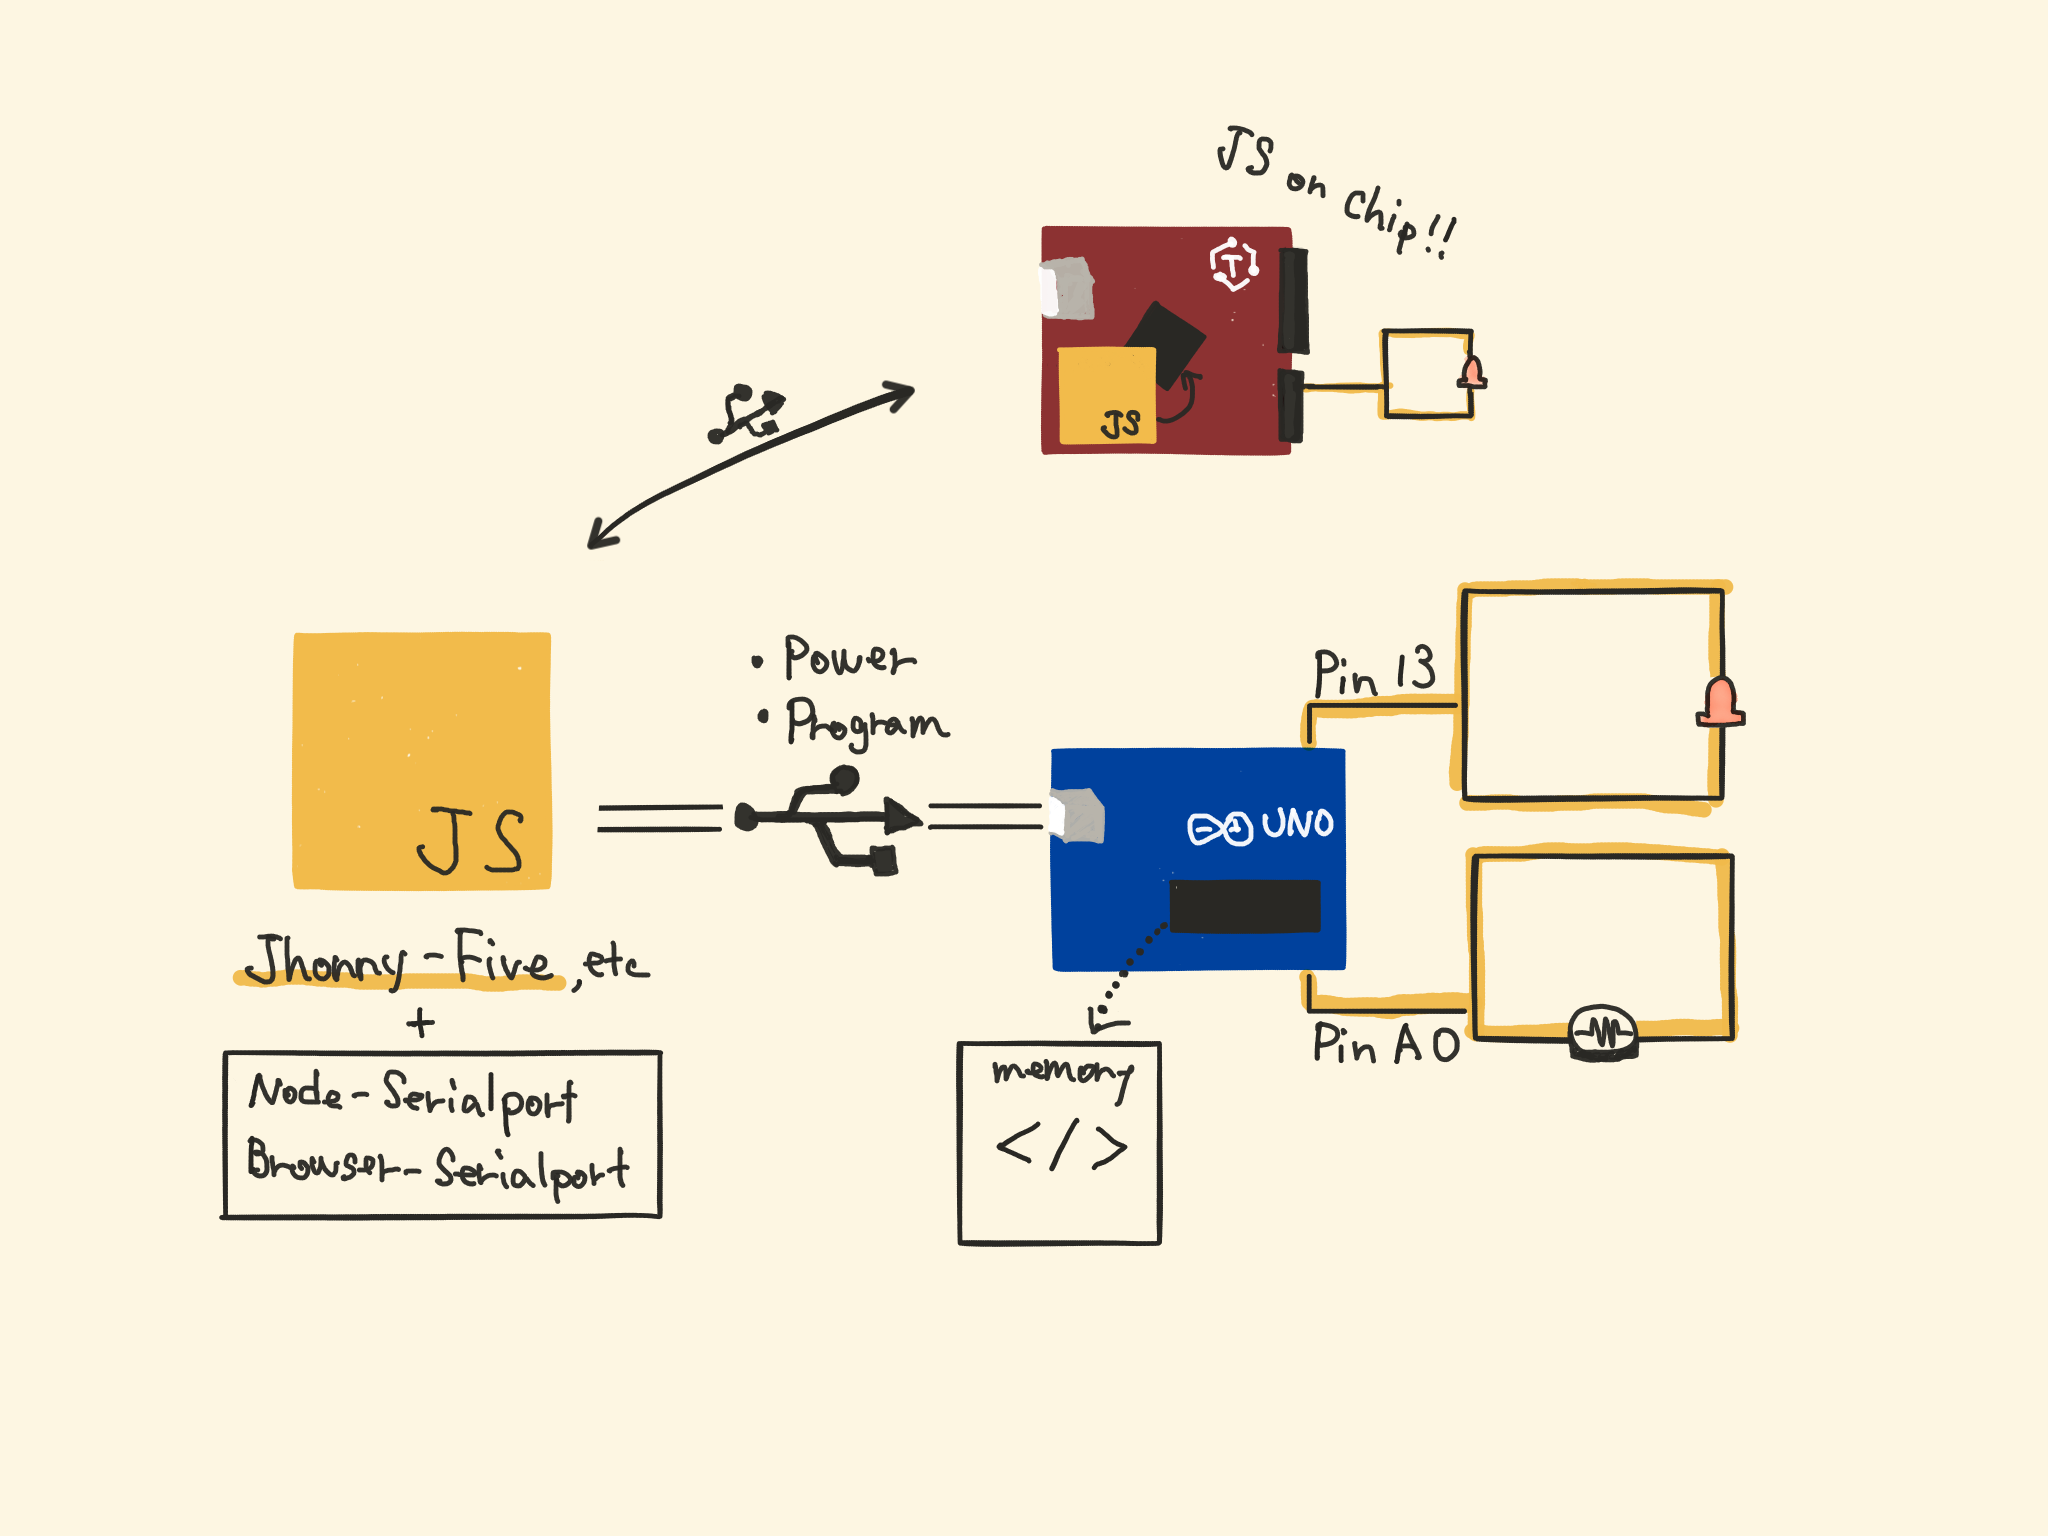 JS on Chip!!
T
JS
• Power
• Program
JS
UNO
Pin 13
Jhonny-Five, etc
+
Node-Serialport
Browser-Serialport
Pin A0
memory
</>